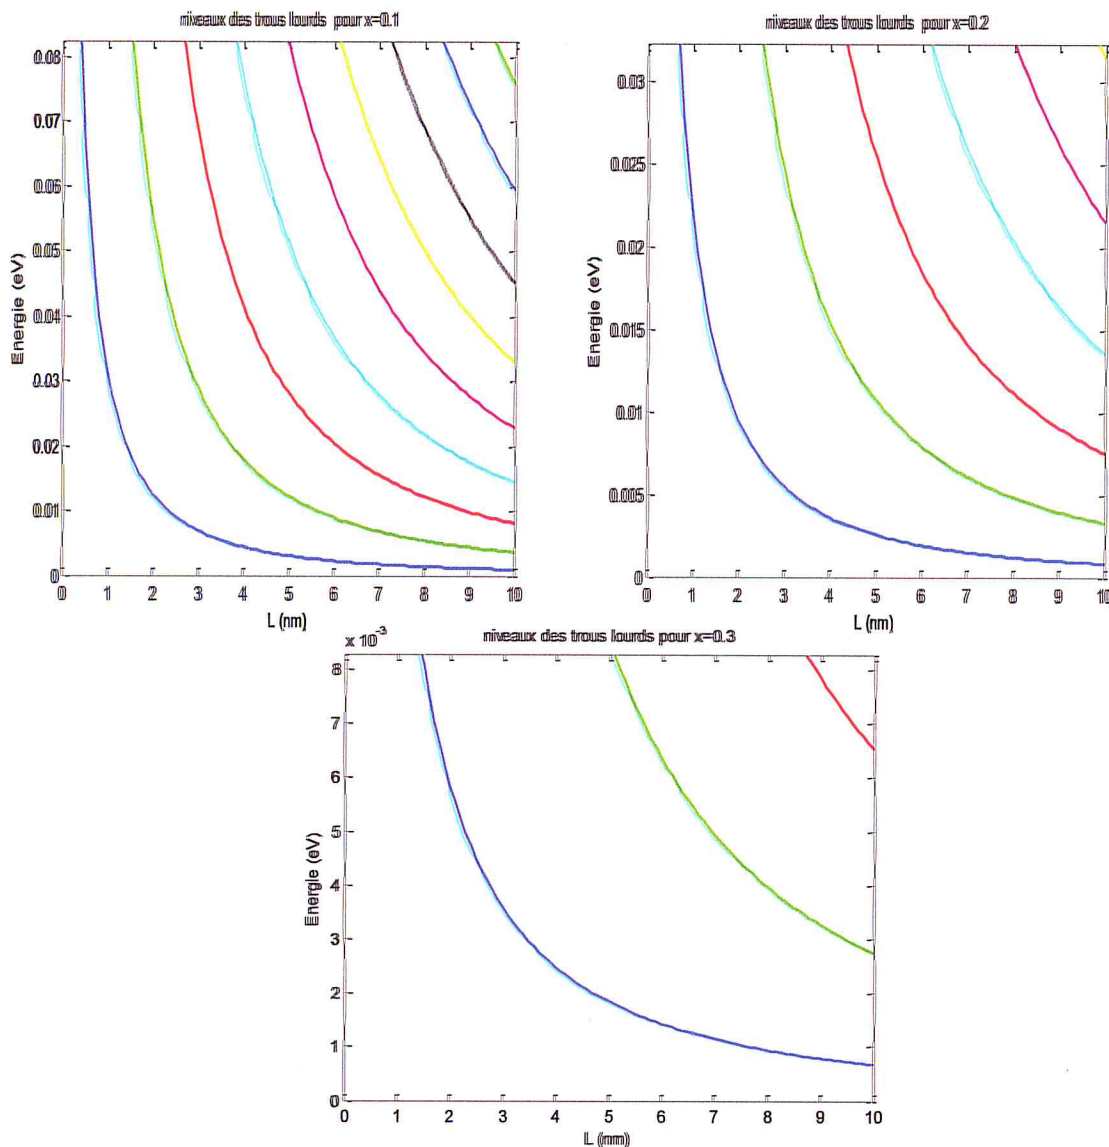 niveaux des trous lourds pour x=0.1
0.08
0.07
0.06
0.05
0.04
0.03
0.02
0.01
0
Energie (eV)
0 1 2 3 4 5 6 7 8 9 10
L (nm)
niveaux des trous lourds pour x=0.2
0.03
0.025
0.02
0.015
0.01
0.005
0
Energie (eV)
0 1 2 3 4 5 6 7 8 9 10
L (nm)
niveaux des trous lourds pour x=0.3
x 10⁻³
8
7
6
5
4
3
2
1
0
Energie (eV)
0 1 2 3 4 5 6 7 8 9 10
L (nm)